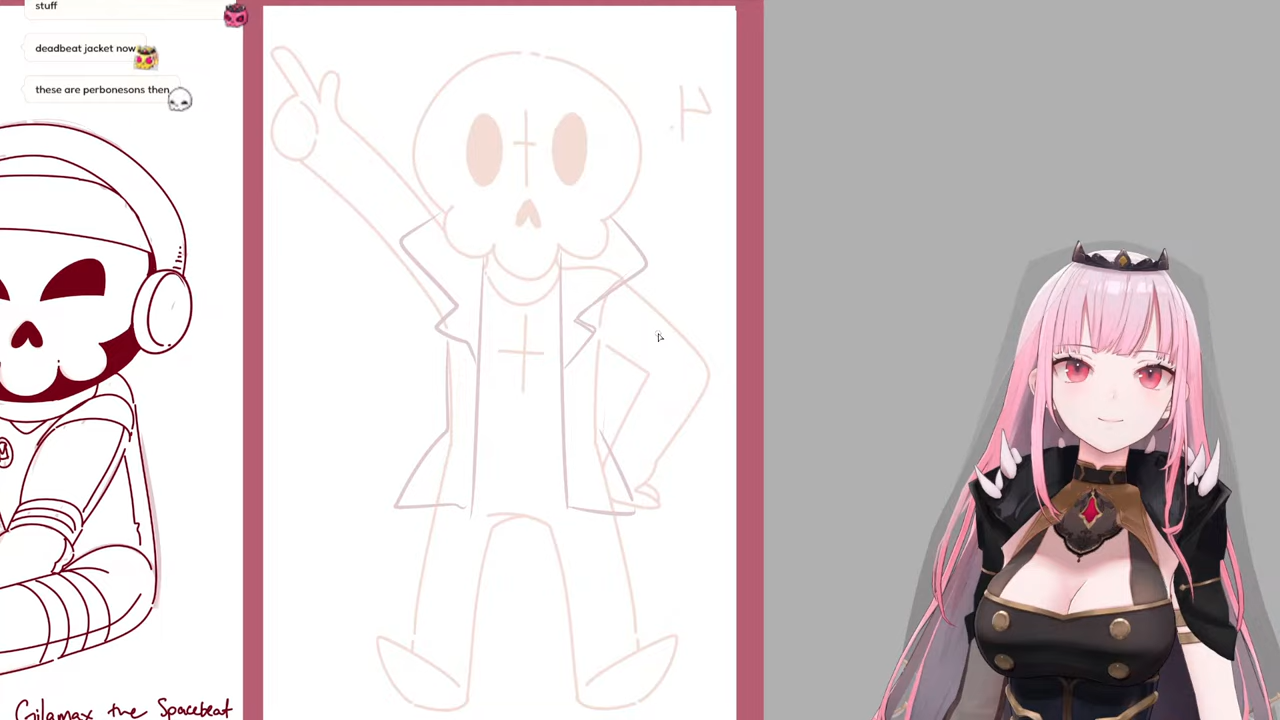 stuff
deadbeat jacket now
these are perbonesons then
M
Gilamax the Spacebeat